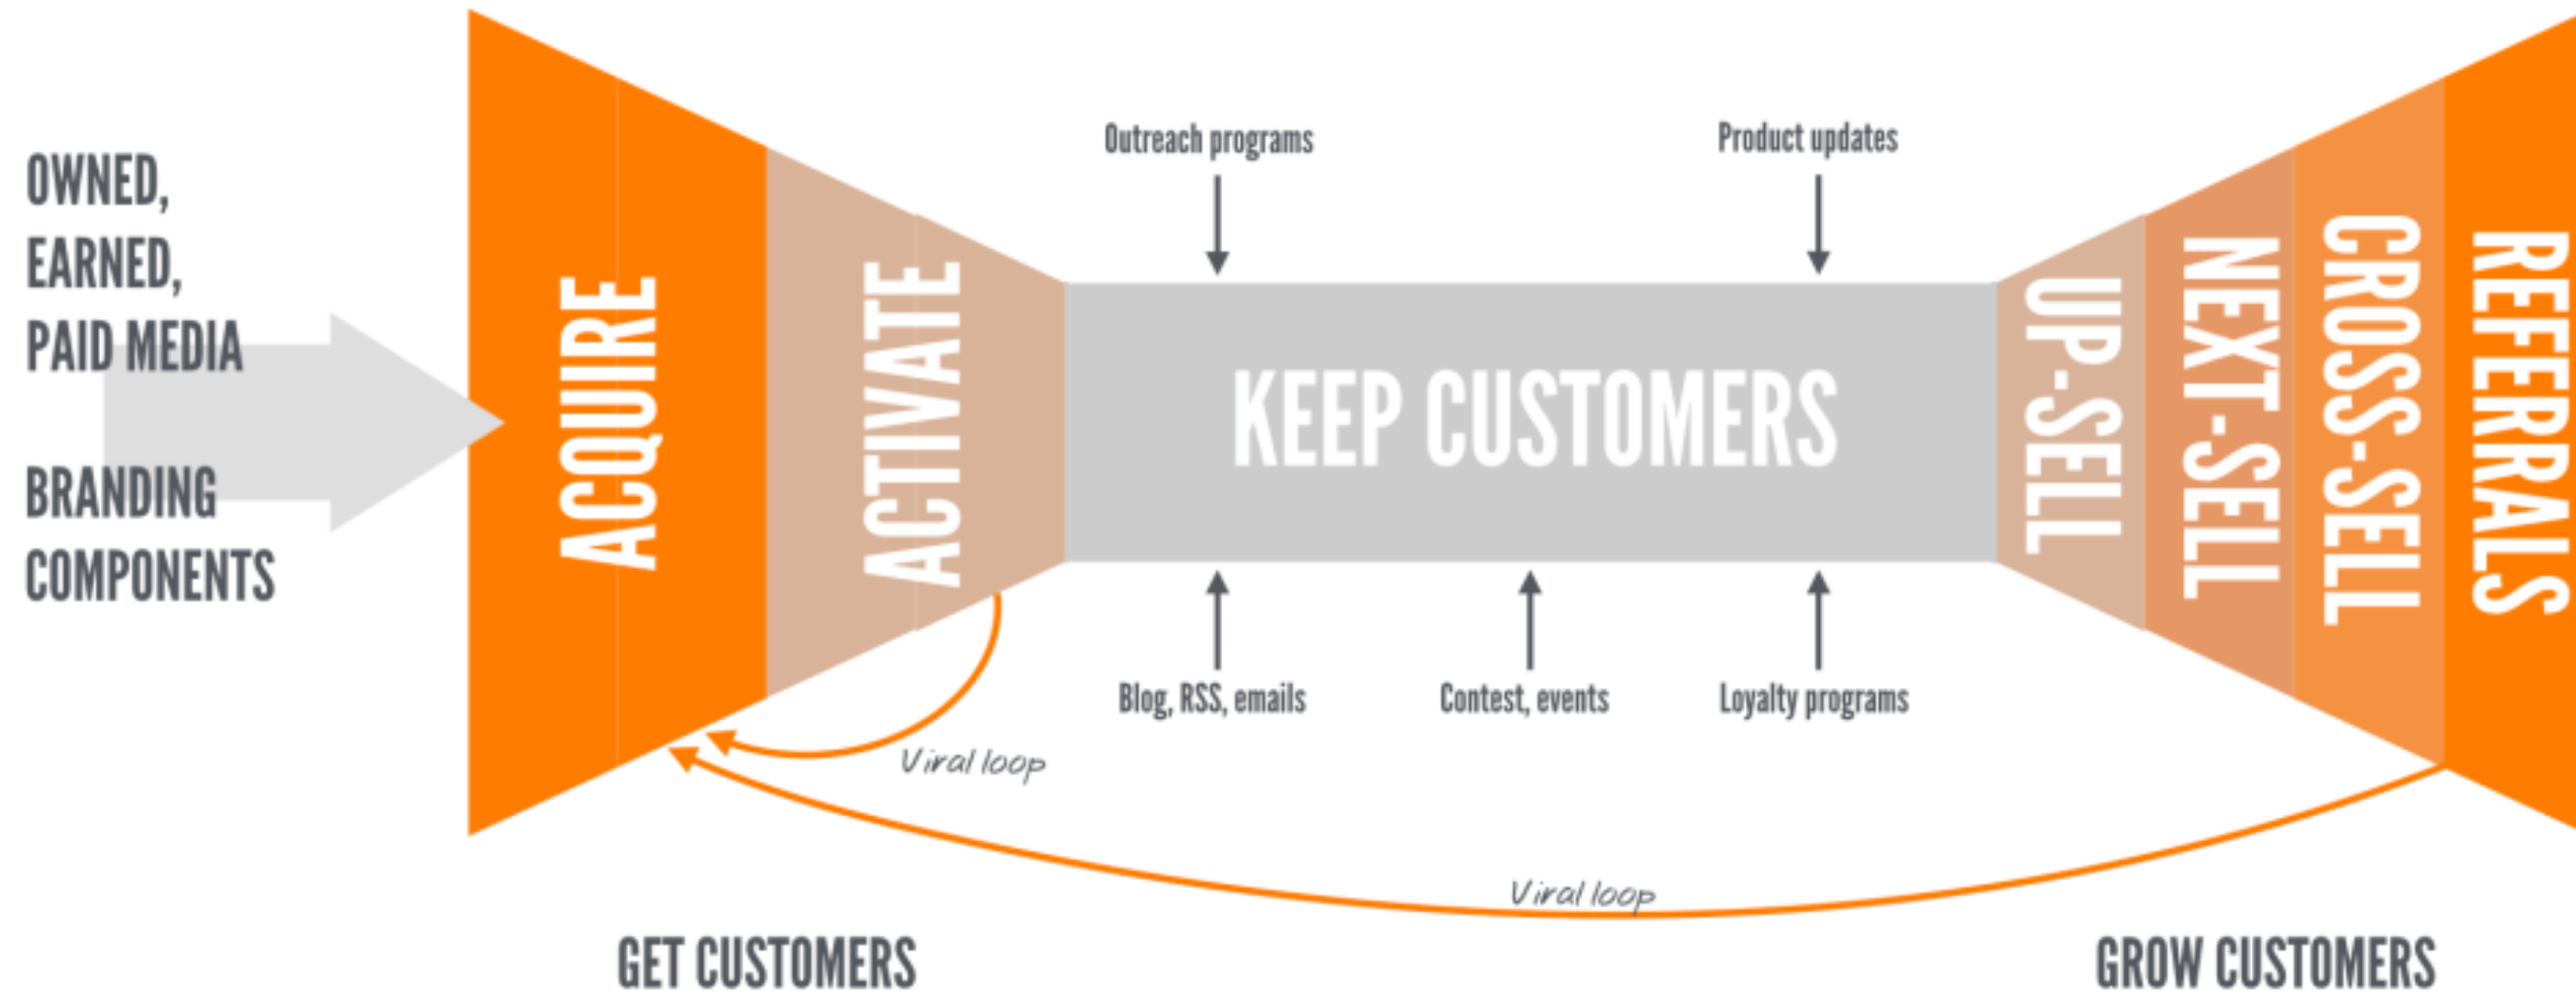 OWNED,
EARNED,
PAID MEDIA
BRANDING
COMPONENTS
ACQUIRE
ACTIVATE
Outreach programs
Product updates
KEEP CUSTOMERS
Blog, RSS, emails
Contest, events
Loyalty programs
UP-SELL
NEXT-SELL
CROSS-SELL
REFERRALS
Viral loop
Viral loop
GET CUSTOMERS
GROW CUSTOMERS